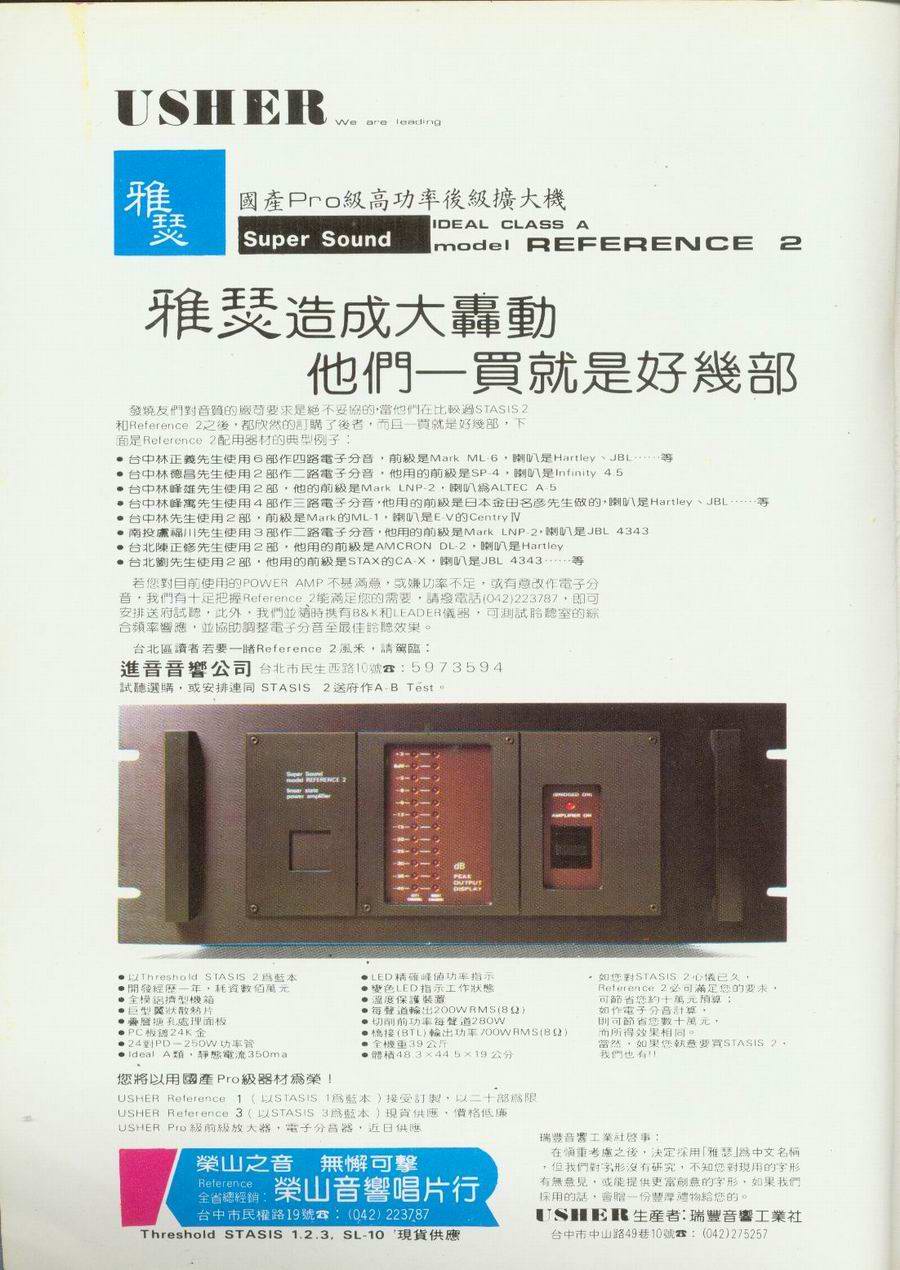 USHER We are leading
雅瑟
國產Pro級高功率後級擴大機
Super Sound
IDEAL CLASS A
model REFERENCE 2
雅瑟造成大轟動
他們一買就是好幾部
發燒友們對音質的嚴苛要求是絕不妥協的,當他們在比較過STASIS 2
和Reference 2之後，都欣然的訂購了後者，而且一買就是好幾部，下
面是Reference 2配用器材的典型例子：
●台中林正義先生使用6部作四路電子分音，前級是Mark ML-6，喇叭是Hartley、JBL⋯⋯等
●台中林德昌先生使用2部作二路電子分音，他用的前級是SP-4，喇叭是Infinity 4.5
●台中林峰雄先生使用2部，他的前級是Mark LNP-2，喇叭為ALTEC A-5
●台中林峰寓先生使用4部作三路電子分音,他用的前級是日本金田名彥先生做的,喇叭是Hartley、JBL⋯⋯等
●台中林先生使用2部，前級是Mark的ML-1，喇叭是E-V的Centry Ⅳ
●南投盧福川先生使用3部作二路電子分音,他用的前級是Mark LNP-2,喇叭是JBL 4343
●台北陳正修先生使用2部，他用的前級是AMCRON DL-2，喇叭是Hartley
●台北劉先生使用2部，他用的前級是STAX的CA-X，喇叭是JBL 4343⋯⋯等
若您對目前使用的POWER AMP不甚滿意，或嫌功率不足，或有意改作電子分
音，我們有十足把握Reference 2能滿足您的需要，請撥電話(042)223787，即可
安排送府試聽，此外，我們並隨時携有B&K和LEADER儀器，可測試聆聽室的綜
合頻率響應，並協助調整電子分音至最佳聆聽效果。
台北區讀者若要一睹Reference 2風采，請駕臨：
進音音響公司 台北市民生西路10號☎：5973594
試聽選購，或安排連同 STASIS 2送府作A-B Test。
Super Sound
model REFERENCE 2
linear state
power amplifier
dB
PEAK
OUTPUT
DISPLAY
LEFT CHANNEL RIGHT CHANNEL
(BRIDGED ON)
AMPLIFIER ON
●以Threshold STASIS 2為藍本
●開發經歷一年，耗資數佰萬元
●全模鋁擠型機箱
●巨型翼狀散熱片
●疊層搪孔處理面板
●PC板鍍24K金
●24對PD=250W功率管
●Ideal A類，靜態電流350ma
●LED精確峰值功率指示
●變色LED指示工作狀態
●溫度保護裝置
●每聲道輸出200WRMS(8Ω)
●切削前功率每聲道280W
●橋接(BTL)輸出功率700WRMS(8Ω)
●全機重39公斤
●體積48.3×44.5×19公分
·如您對STASIS 2心儀已久，
Reference 2必可滿足您的要求，
可節省您約十萬元預算；
如作電子分音計算，
則可節省您數十萬元，
而所得效果相同。
當然，如果您執意要買STASIS 2，
我們也有!!
您將以用國產Pro級器材為榮！
USHER Reference 1（以STASIS 1為藍本）接受訂製，以二十部為限
USHER Reference 3（以STASIS 3為藍本）現貨供應、價格低廉
USHER Pro級前級放大器，電子分音器，近日供應
榮山之音 無懈可擊
Reference
全省總經銷：榮山音響唱片行
台中市民權路19號☎：(042) 223787
Threshold STASIS 1.2.3, SL-10 現貨供應
瑞豐音響工業社啓事：
在慎重考慮之後，決定採用「雅瑟」為中文名稱
，但我們對字形沒有研究，不知您對現用的字形
有無意見，或能提供更富創意的字形，如果我們
採用的話，會贈一份豐厚禮物給您的。
USHER 生產者：瑞豐音響工業社
台中市中山路49巷10號☎：(042)275257